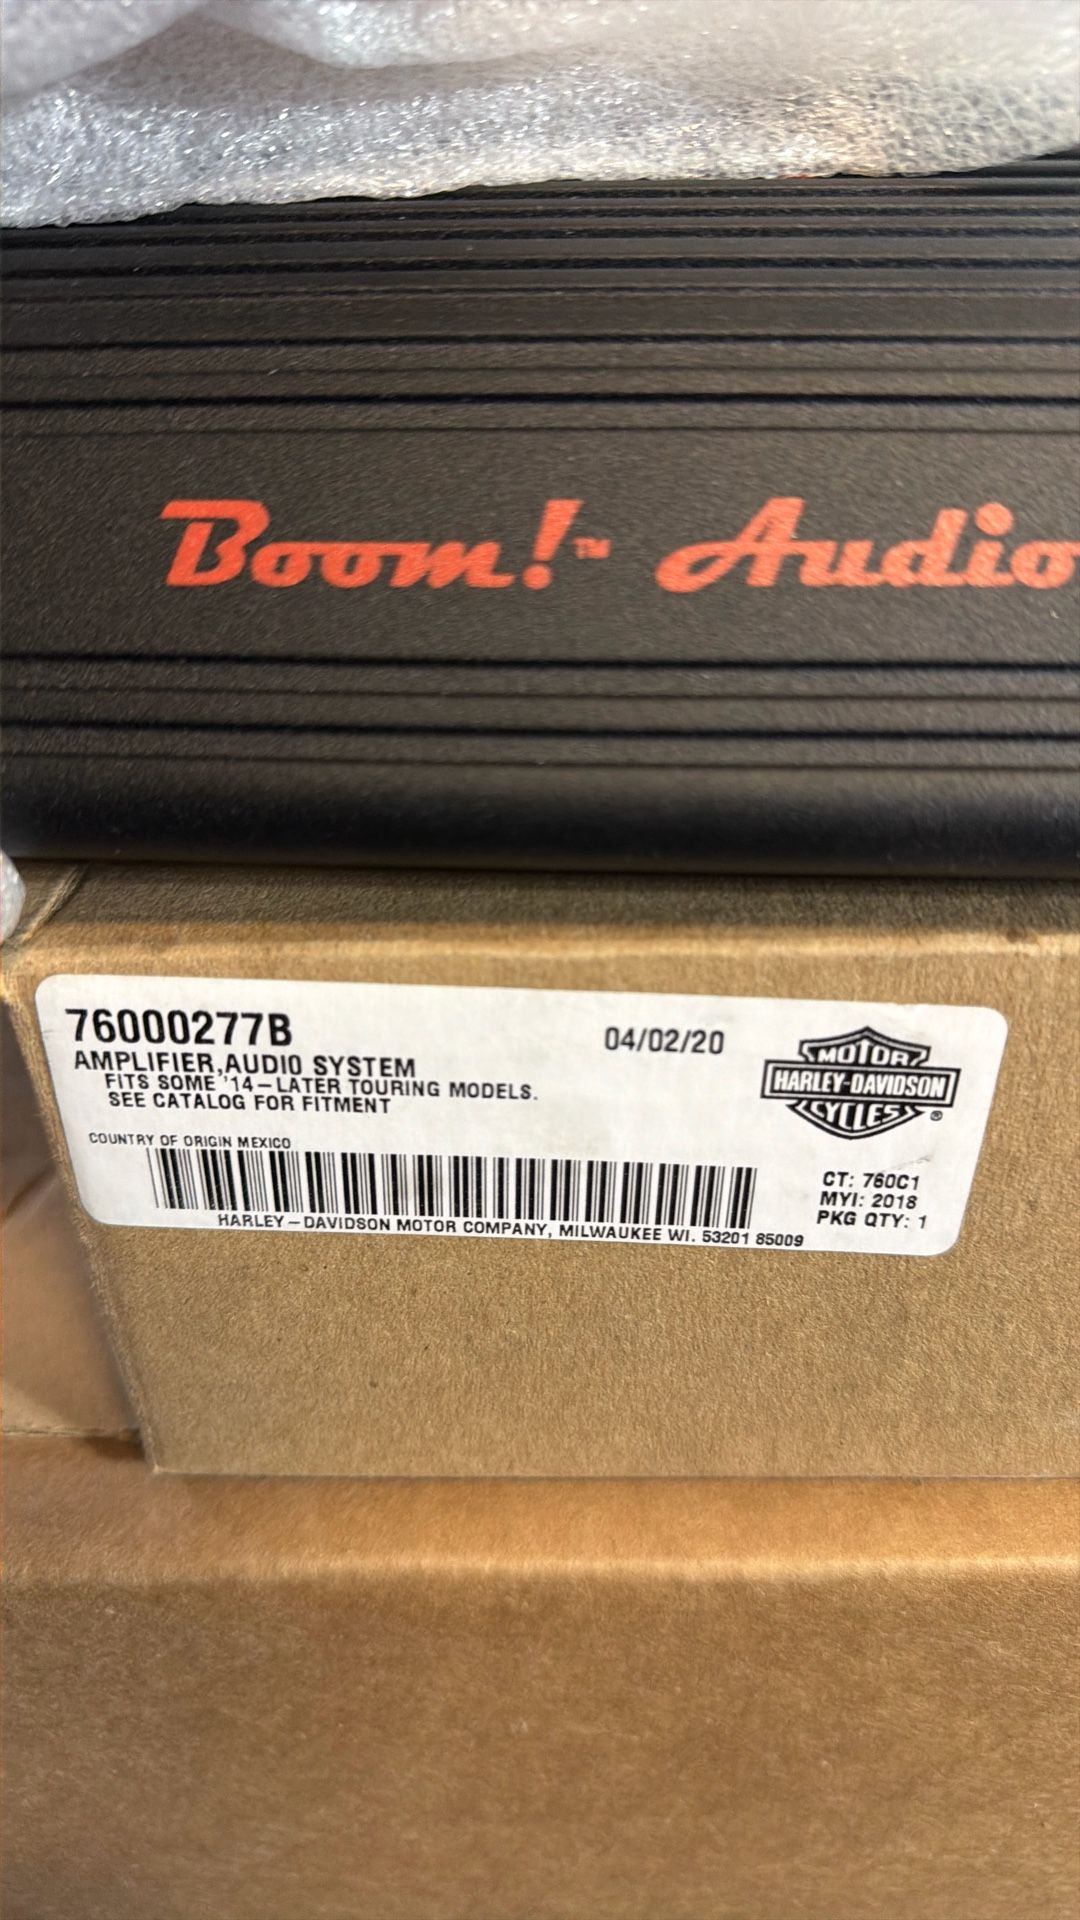 Boom!™ Audio
76000277B
04/02/20
AMPLIFIER,AUDIO SYSTEM
FITS SOME '14-LATER TOURING MODELS.
SEE CATALOG FOR FITMENT
MOTOR
HARLEY-DAVIDSON
CYCLES®
COUNTRY OF ORIGIN MEXICO
CT: 760C1
MYI: 2018
PKG QTY: 1
HARLEY-DAVIDSON MOTOR COMPANY, MILWAUKEE WI. 53201 85009